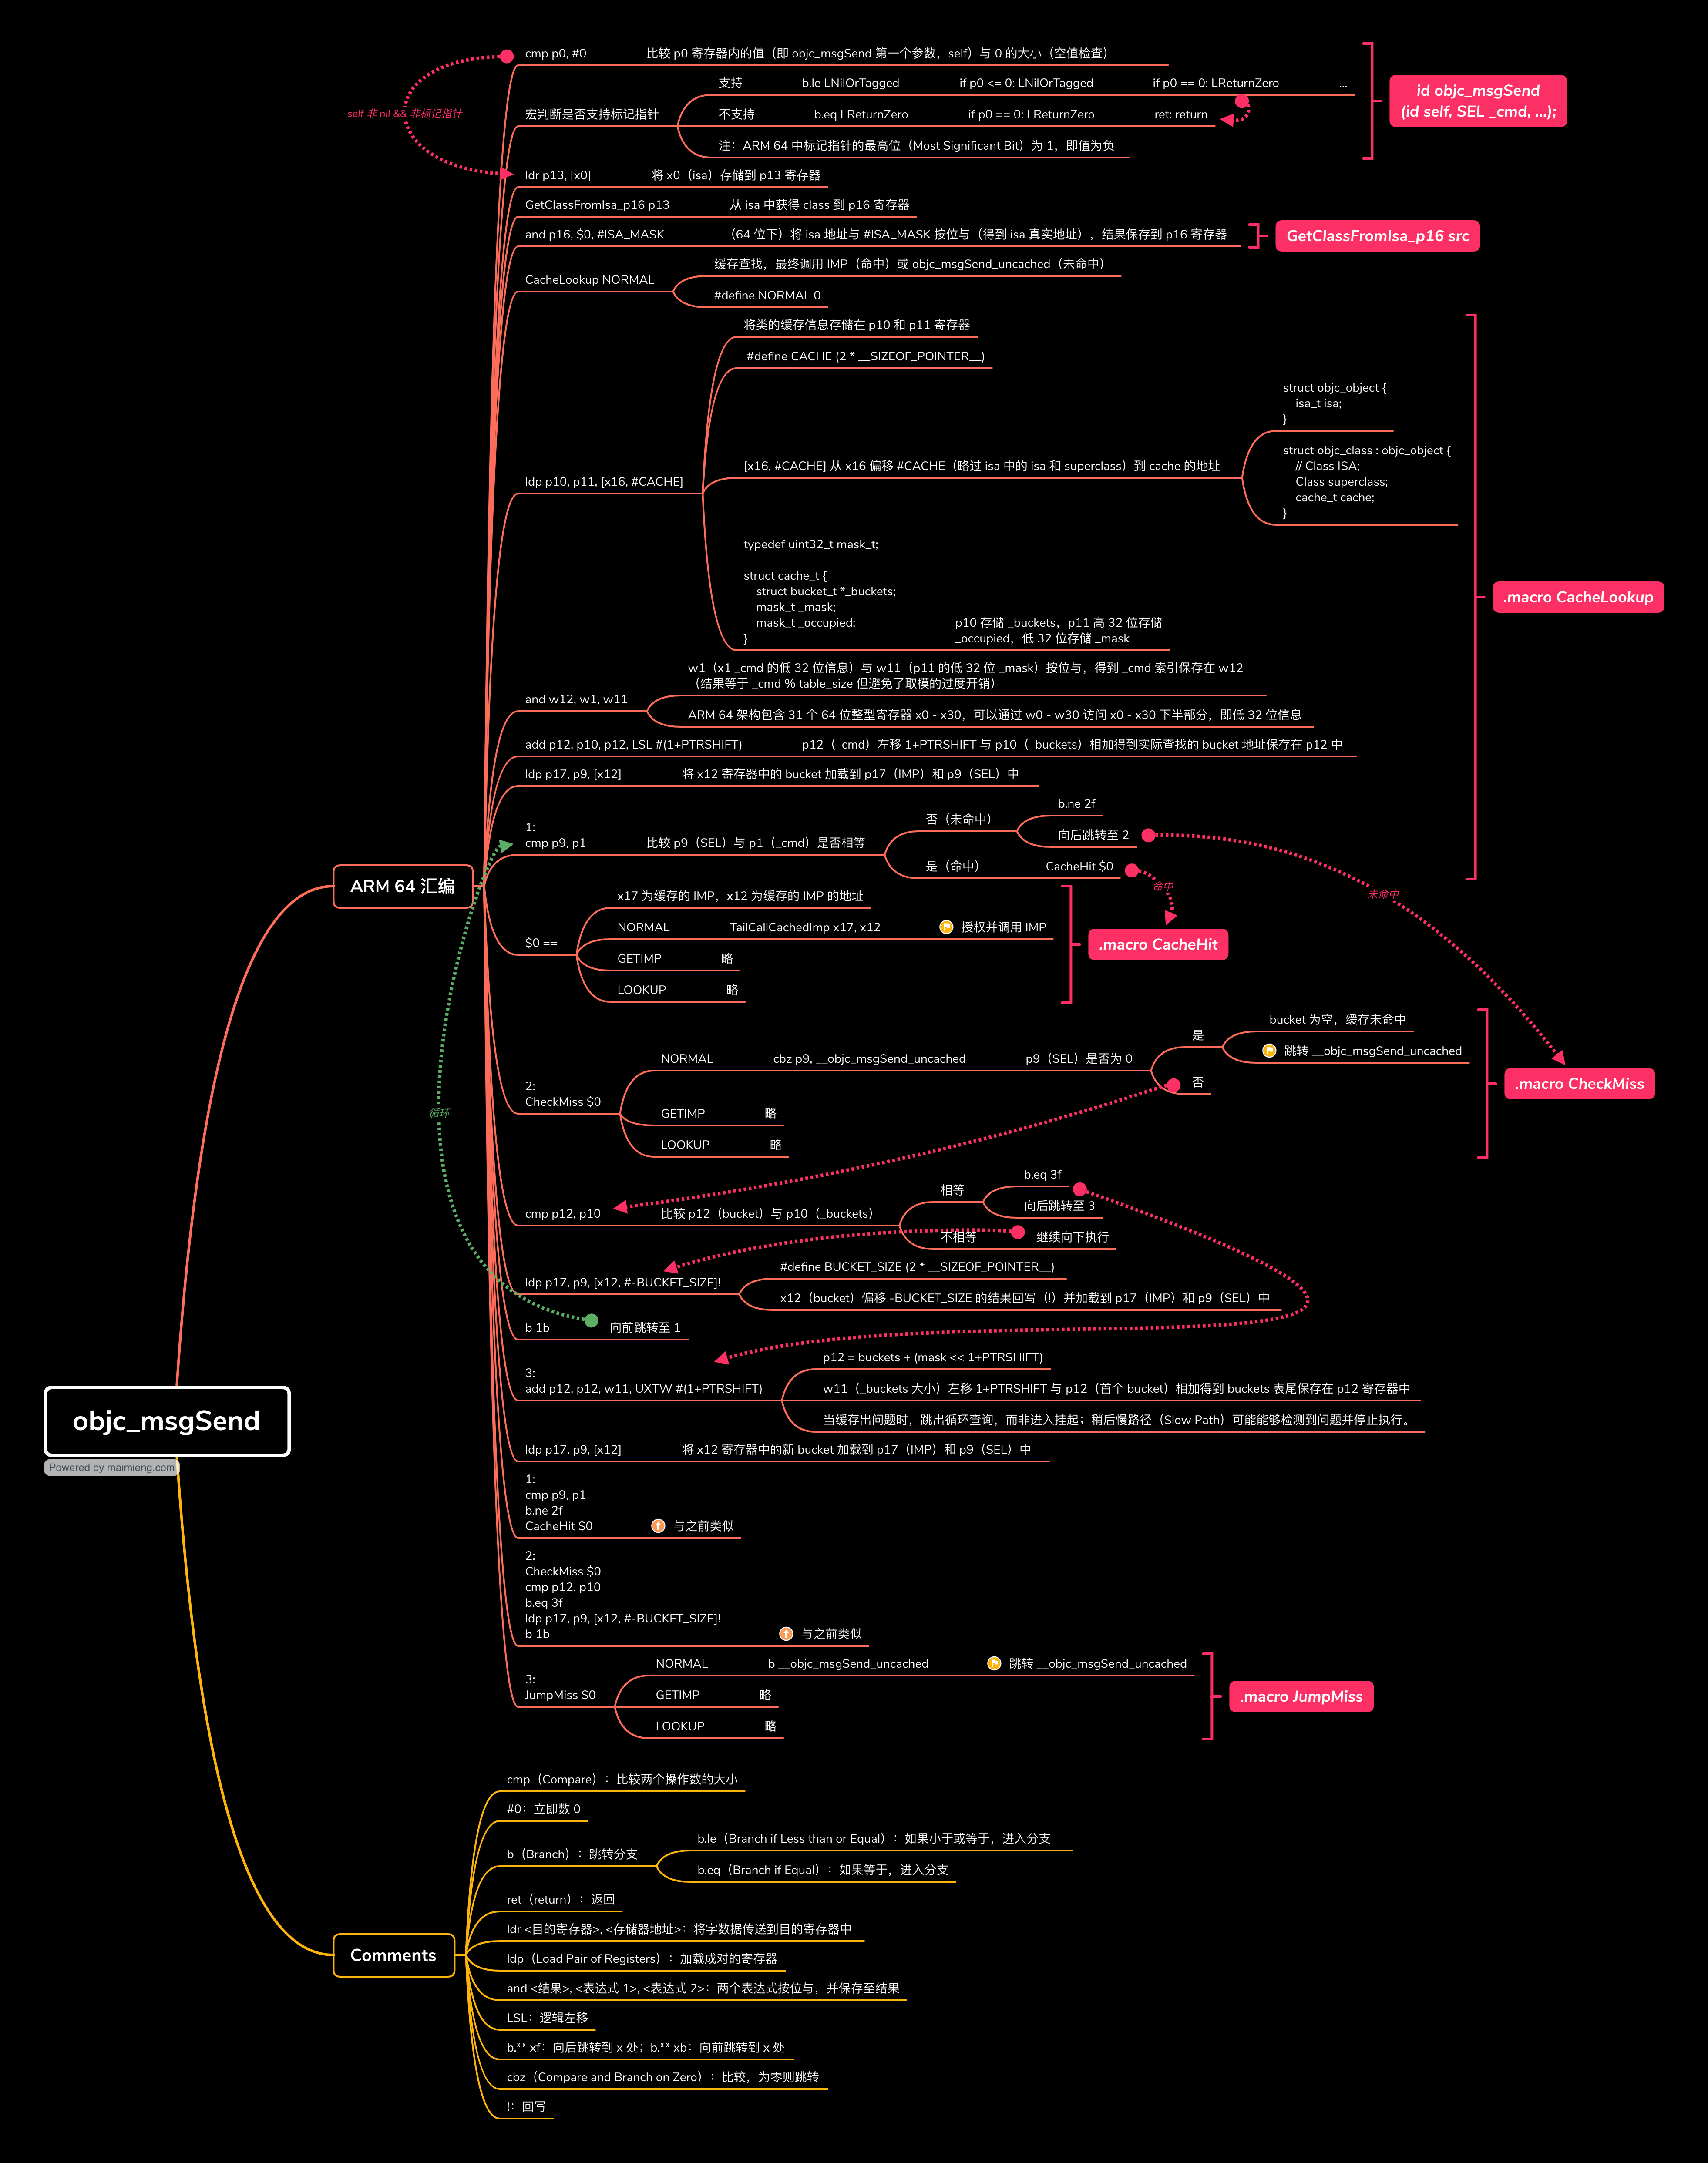 cmp p0, #0
比较 p0 寄存器内的值（即 objc_msgSend 第一个参数，self）与 0 的大小（空值检查）
支持
b.le LNilOrTagged
if p0 <= 0: LNilOrTagged
if p0 == 0: LReturnZero
...
id objc_msgSend
(id self, SEL _cmd, ...);
self 非 nil && 非标记指针
宏判断是否支持标记指针
不支持
b.eq LReturnZero
if p0 == 0: LReturnZero
ret: return
注：ARM 64 中标记指针的最高位（Most Significant Bit）为 1，即值为负
ldr p13, [x0]
将 x0（isa）存储到 p13 寄存器
GetClassFromIsa_p16 p13
从 isa 中获得 class 到 p16 寄存器
and p16, $0, #ISA_MASK
（64 位下）将 isa 地址与 #ISA_MASK 按位与（得到 isa 真实地址），结果保存到 p16 寄存器
GetClassFromIsa_p16 src
CacheLookup NORMAL
缓存查找，最终调用 IMP（命中）或 objc_msgSend_uncached（未命中）
#define NORMAL 0
将类的缓存信息存储在 p10 和 p11 寄存器
#define CACHE (2 * __SIZEOF_POINTER__)
struct objc_object {
isa_t isa;
}
ldp p10, p11, [x16, #CACHE]
[x16, #CACHE] 从 x16 偏移 #CACHE（略过 isa 中的 isa 和 superclass）到 cache 的地址
struct objc_class : objc_object {
// Class ISA;
Class superclass;
cache_t cache;
}
typedef uint32_t mask_t;
struct cache_t {
struct bucket_t *_buckets;
mask_t _mask;
mask_t _occupied;
}
p10 存储 _buckets，p11 高 32 位存储
_occupied，低 32 位存储 _mask
.macro CacheLookup
and w12, w1, w11
w1（x1 _cmd 的低 32 位信息）与 w11（p11 的低 32 位 _mask）按位与，得到 _cmd 索引保存在 w12
（结果等于 _cmd % table_size 但避免了取模的过度开销）
ARM 64 架构包含 31 个 64 位整型寄存器 x0 - x30，可以通过 w0 - w30 访问 x0 - x30 下半部分，即低 32 位信息
add p12, p10, p12, LSL #(1+PTRSHIFT)
p12（_cmd）左移 1+PTRSHIFT 与 p10（_buckets）相加得到实际查找的 bucket 地址保存在 p12 中
ldp p17, p9, [x12]
将 x12 寄存器中的 bucket 加载到 p17（IMP）和 p9（SEL）中
1:
cmp p9, p1
比较 p9（SEL）与 p1（_cmd）是否相等
否（未命中）
b.ne 2f
向后跳转至 2
是（命中）
CacheHit $0
命中
未命中
ARM 64 汇编
$0 ==
x17 为缓存的 IMP，x12 为缓存的 IMP 的地址
NORMAL
TailCallCachedImp x17, x12
授权并调用 IMP
GETIMP
略
LOOKUP
略
.macro CacheHit
2:
CheckMiss $0
NORMAL
cbz p9, __objc_msgSend_uncached
p9（SEL）是否为 0
是
_bucket 为空，缓存未命中
跳转 __objc_msgSend_uncached
否
GETIMP
略
LOOKUP
略
.macro CheckMiss
循环
cmp p12, p10
比较 p12（bucket）与 p10（_buckets）
相等
b.eq 3f
向后跳转至 3
不相等
继续向下执行
ldp p17, p9, [x12, #-BUCKET_SIZE]!
#define BUCKET_SIZE (2 * __SIZEOF_POINTER__)
x12（bucket）偏移 -BUCKET_SIZE 的结果回写（!）并加载到 p17（IMP）和 p9（SEL）中
b 1b
向前跳转至 1
3:
add p12, p12, w11, UXTW #(1+PTRSHIFT)
p12 = buckets + (mask << 1+PTRSHIFT)
w11（_buckets 大小）左移 1+PTRSHIFT 与 p12（首个 bucket）相加得到 buckets 表尾保存在 p12 寄存器中
当缓存出问题时，跳出循环查询，而非进入挂起；稍后慢路径（Slow Path）可能能够检测到问题并停止执行。
ldp p17, p9, [x12]
将 x12 寄存器中的新 bucket 加载到 p17（IMP）和 p9（SEL）中
objc_msgSend
Powered by maimieng.com
1:
cmp p9, p1
b.ne 2f
CacheHit $0
与之前类似
2:
CheckMiss $0
cmp p12, p10
b.eq 3f
ldp p17, p9, [x12, #-BUCKET_SIZE]!
b 1b
与之前类似
3:
JumpMiss $0
NORMAL
b __objc_msgSend_uncached
跳转 __objc_msgSend_uncached
GETIMP
略
LOOKUP
略
.macro JumpMiss
Comments
cmp（Compare）：比较两个操作数的大小
#0：立即数 0
b（Branch）：跳转分支
b.le（Branch if Less than or Equal）：如果小于或等于，进入分支
b.eq（Branch if Equal）：如果等于，进入分支
ret（return）：返回
ldr <目的寄存器>, <存储器地址>：将字数据传送到目的寄存器中
ldp（Load Pair of Registers）：加载成对的寄存器
and <结果>, <表达式 1>, <表达式 2>：两个表达式按位与，并保存至结果
LSL：逻辑左移
b.** xf：向后跳转到 x 处；b.** xb：向前跳转到 x 处
cbz（Compare and Branch on Zero）：比较，为零则跳转
!：回写